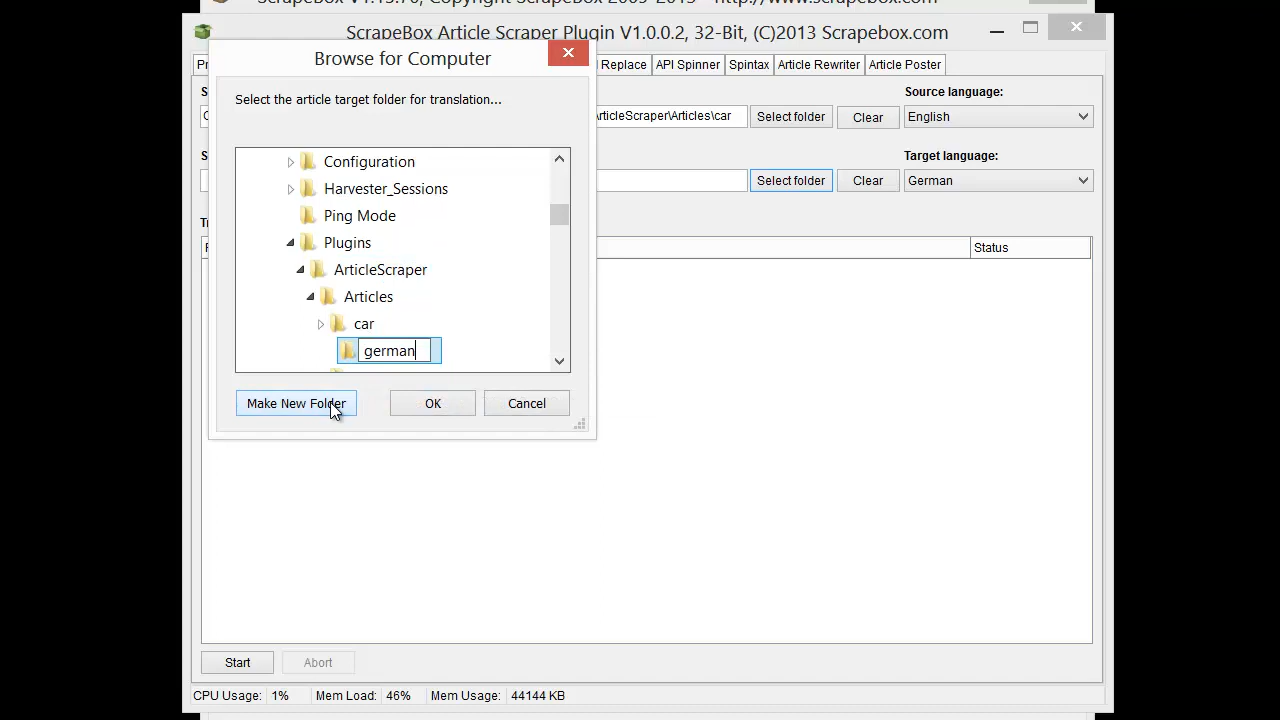 ScrapeBox Article Scraper Plugin V1.0.0.2, 32-Bit, (C)2013 Scrapebox.com
Browse for Computer
l Replace
API Spinner
Spintax
Article Rewriter
Article Poster
Select the article target folder for translation...
Source language:
rticleScraper\Articles\car
Select folder
Clear
English
Target language:
Select folder
Clear
German
Configuration
Harvester_Sessions
Ping Mode
Plugins
ArticleScraper
Articles
car
german
Status
Make New Folder
OK
Cancel
Start
Abort
CPU Usage: 1% Mem Load: 46% Mem Usage: 44144 KB